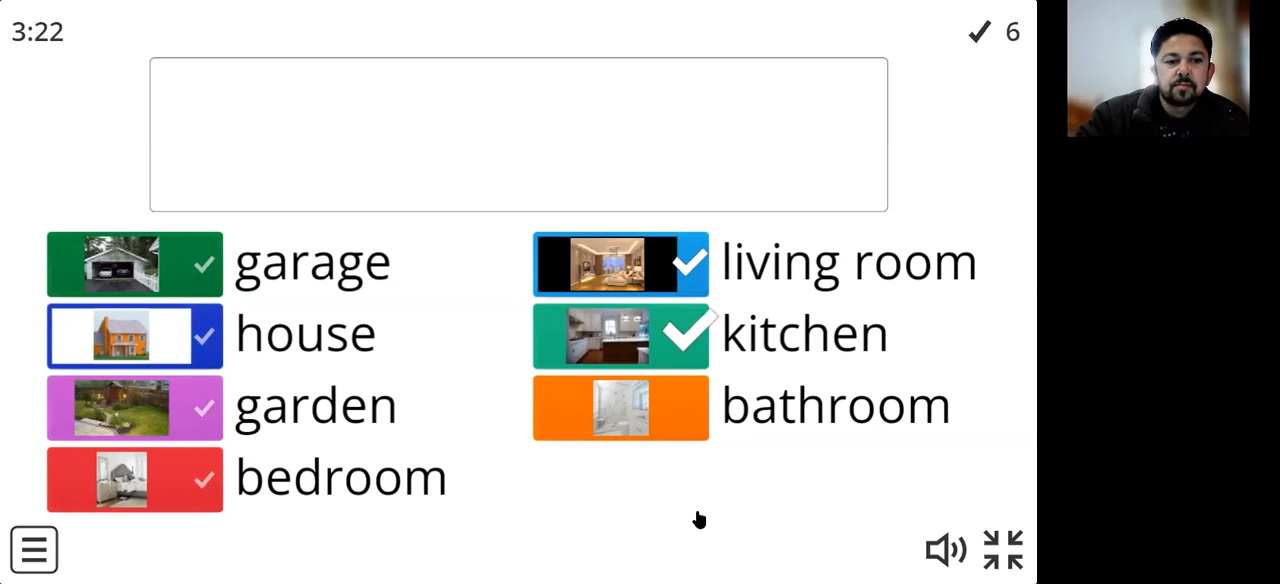 3:22
6
garage
living room
house
kitchen
garden
bathroom
bedroom